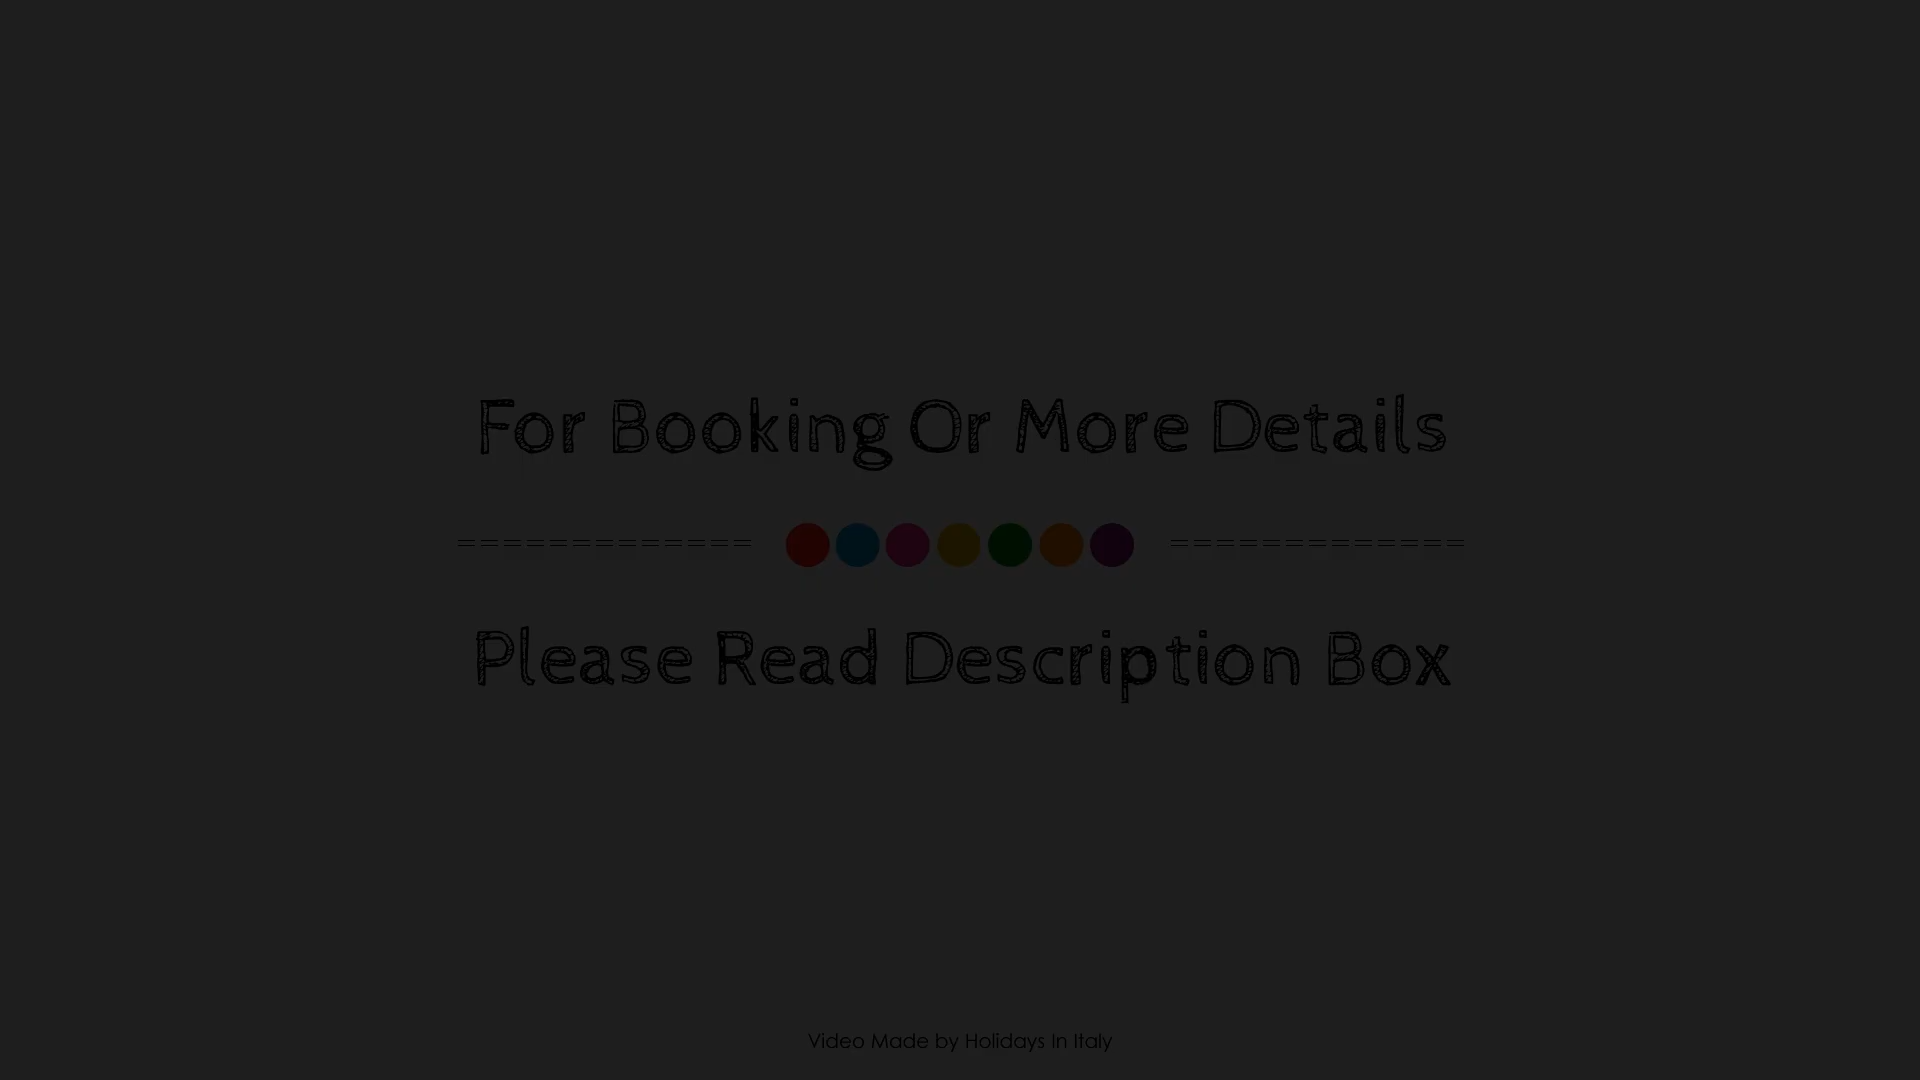 For Booking Or More Details
============= =============
Please Read Description Box
Video Made by Holidays In Italy